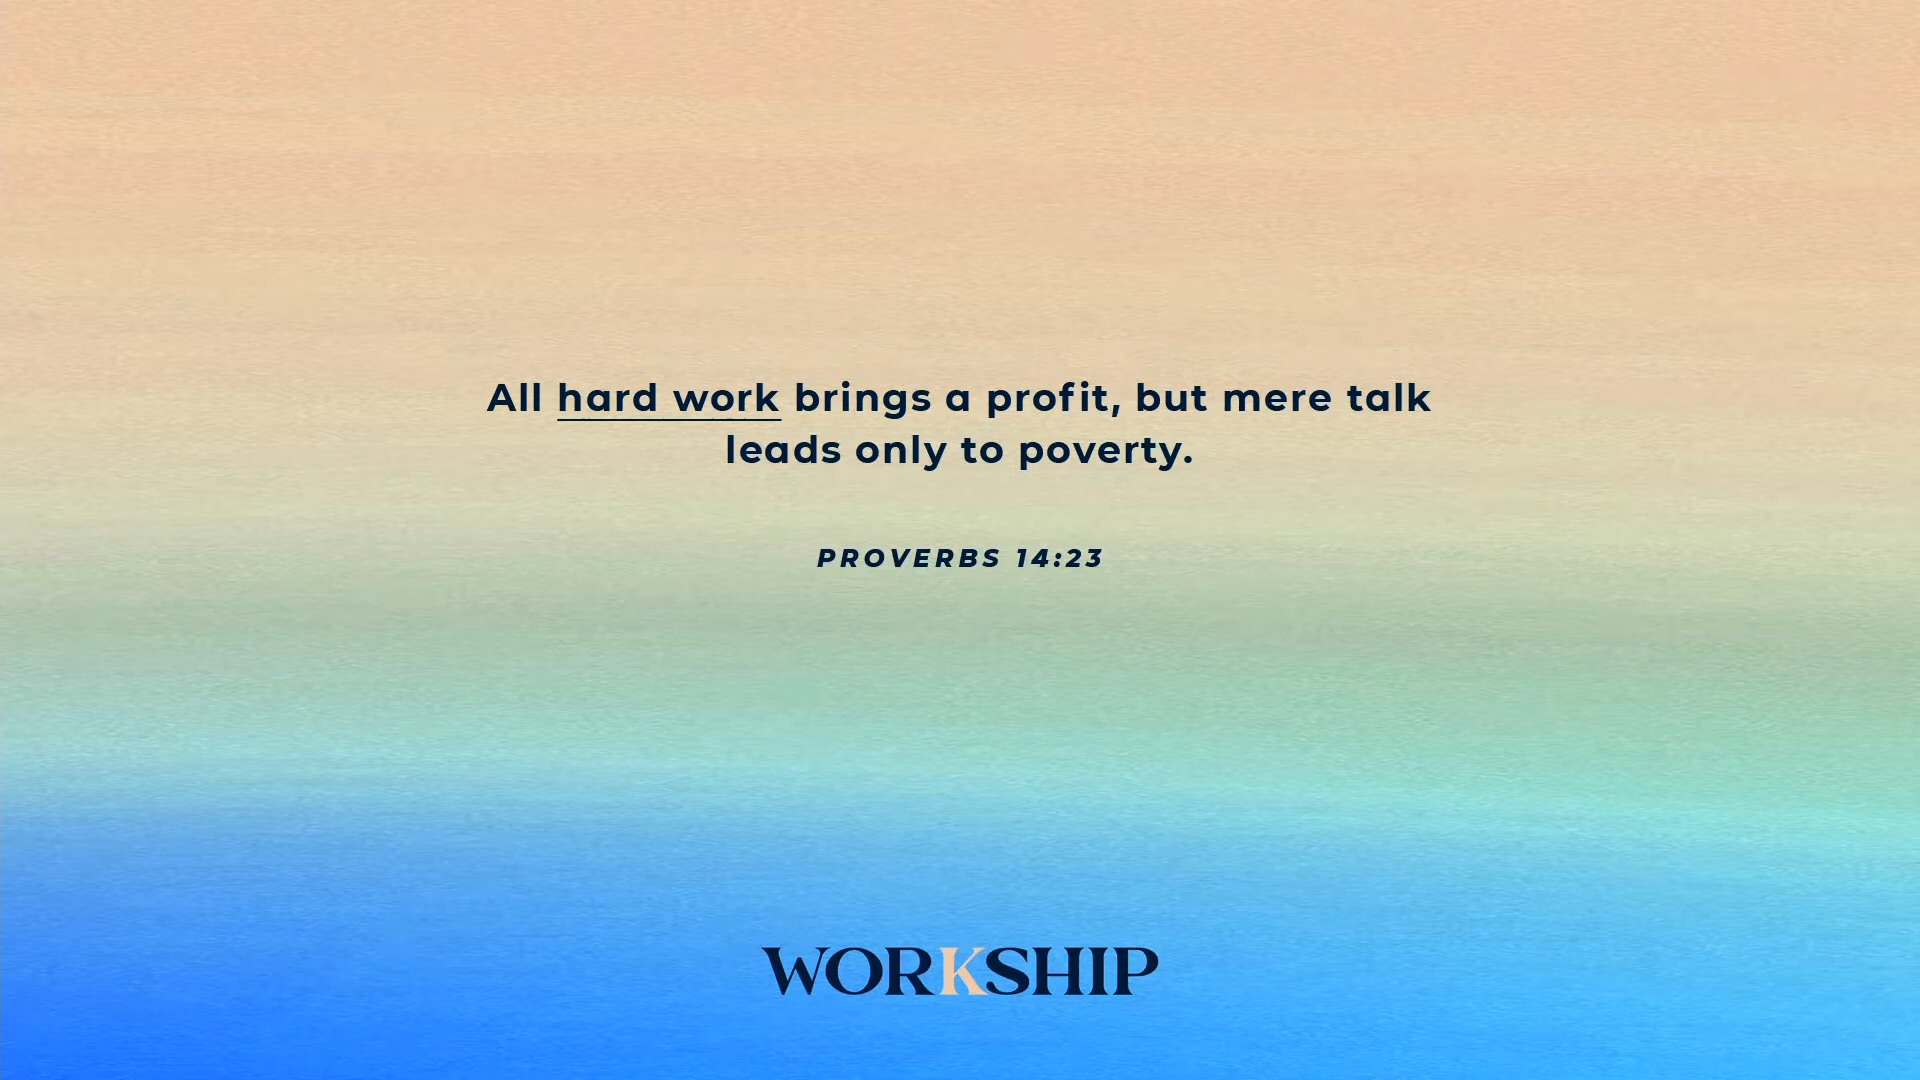 All hard work brings a profit, but mere talk
leads only to poverty.
PROVERBS 14:23
WORKSHIP